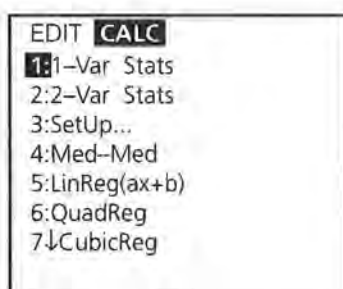 EDIT CALC
1:1–Var Stats
2:2–Var Stats
3:SetUp...
4:Med–Med
5:LinReg(ax+b)
6:QuadReg
7↓CubicReg